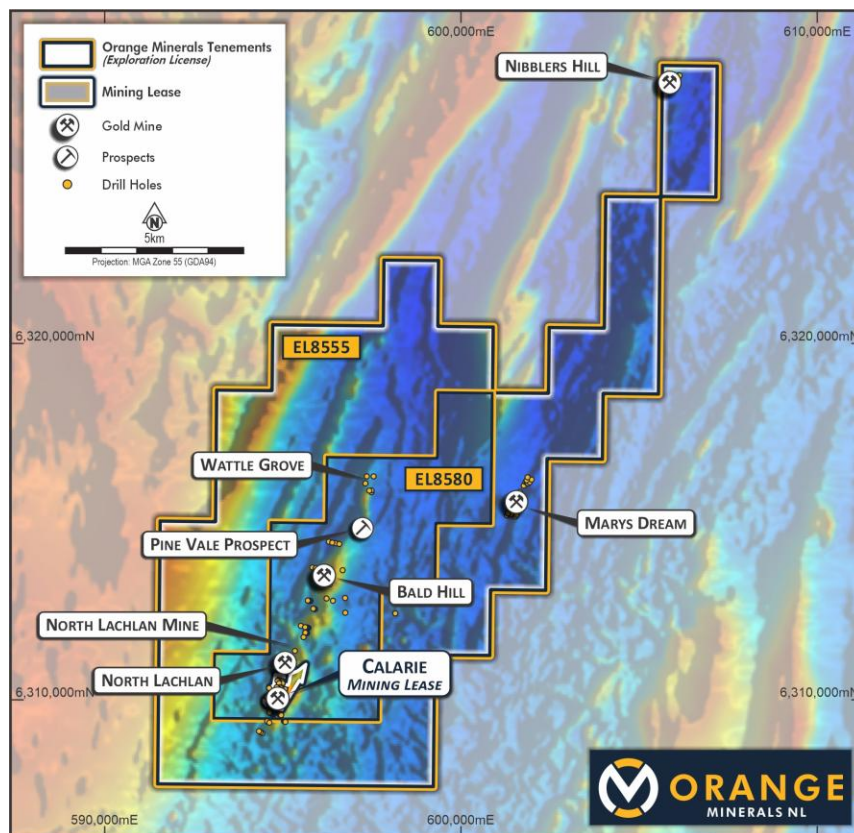 Orange Minerals Tenements
(Exploration License)
Mining Lease
Gold Mine
Prospects
Drill Holes
N
5km
Projection: MGA Zone 55 (GDA94)
600,000mE
610,000mE
NIBBLERS HILL
6,320,000mN
6,320,000mN
EL8555
WATTLE GROVE
EL8580
MARYS DREAM
PINE VALE PROSPECT
BALD HILL
NORTH LACHLAN MINE
CALARIE
MINING LEASE
NORTH LACHLAN
6,310,000mN
6,310,000mN
ORANGE
MINERALS NL
590,000mE
600,000mE